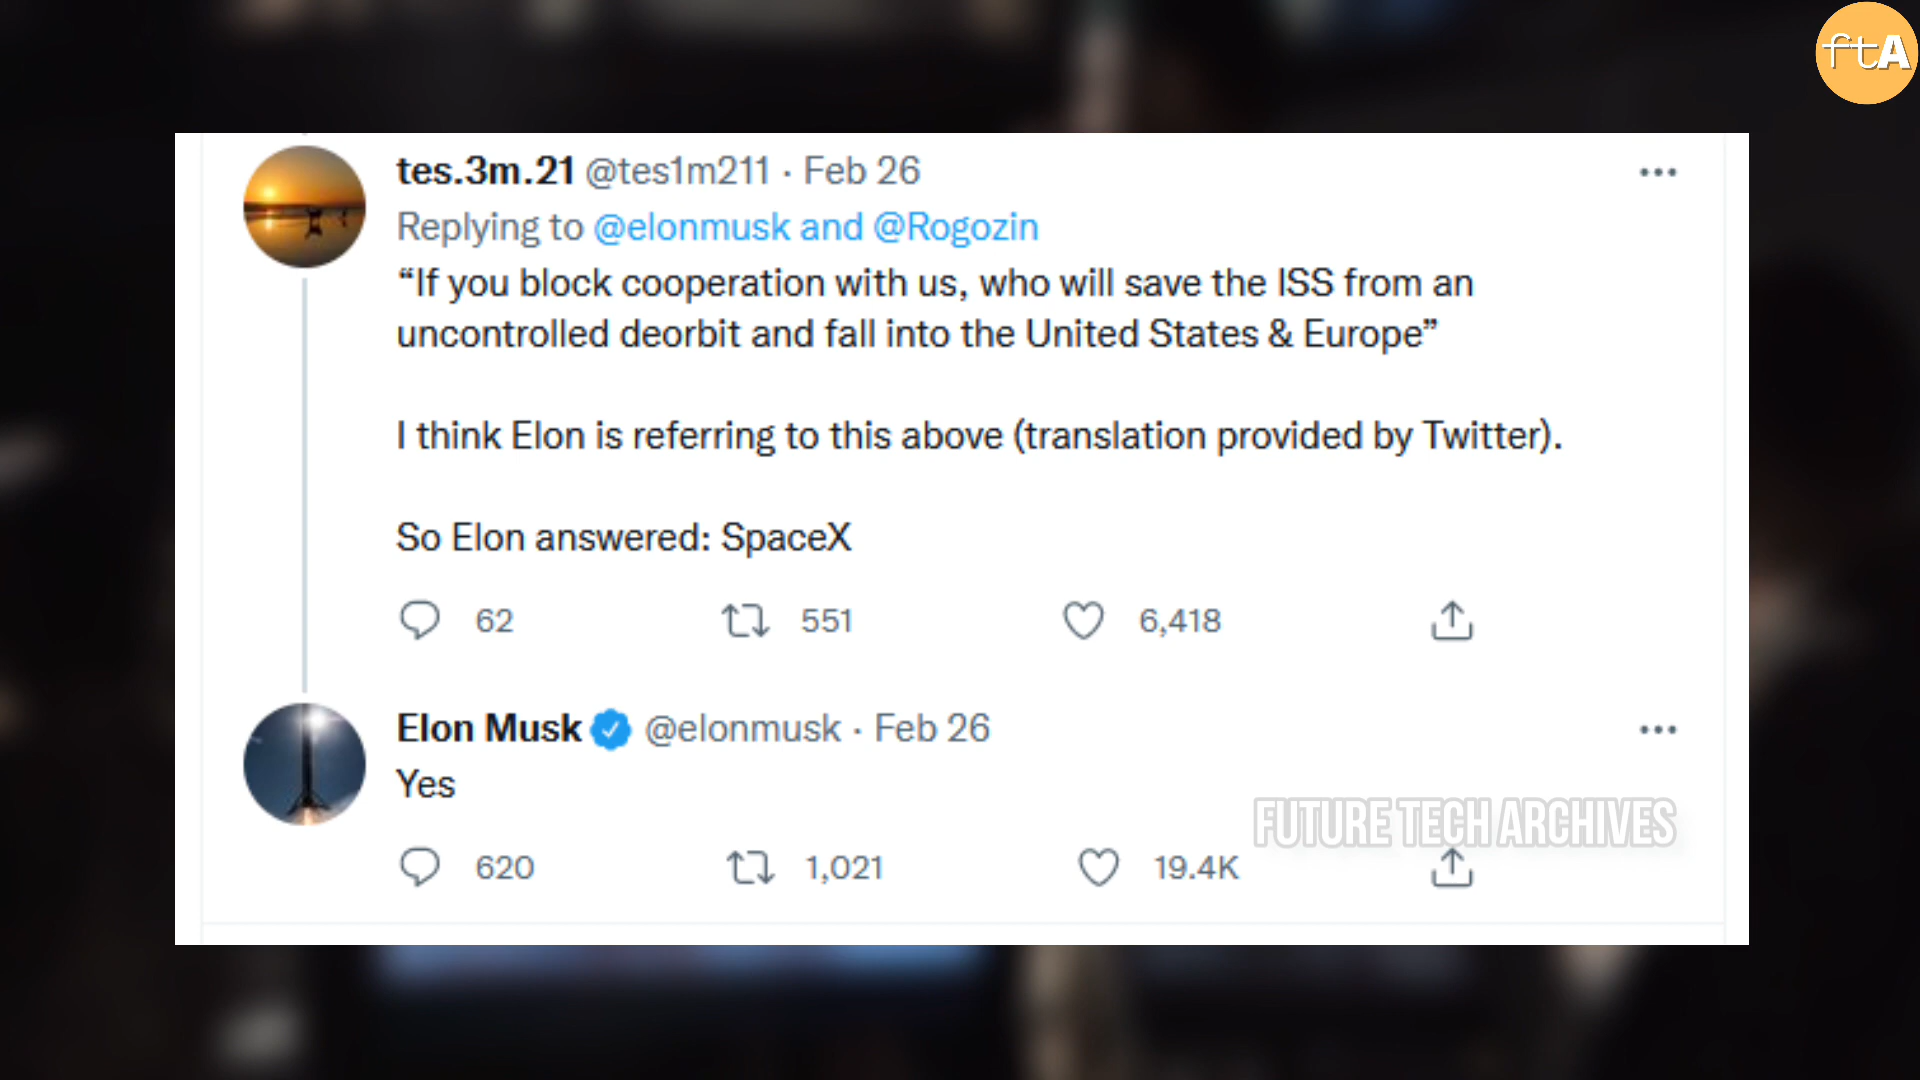 ftA
tes.3m.21 @tes1m211 · Feb 26
Replying to @elonmusk and @Rogozin
“If you block cooperation with us, who will save the ISS from an
uncontrolled deorbit and fall into the United States & Europe”
I think Elon is referring to this above (translation provided by Twitter).
So Elon answered: SpaceX
62 551 6,418
Elon Musk @elonmusk · Feb 26
Yes
FUTURE TECH ARCHIVES
620 1,021 19.4K